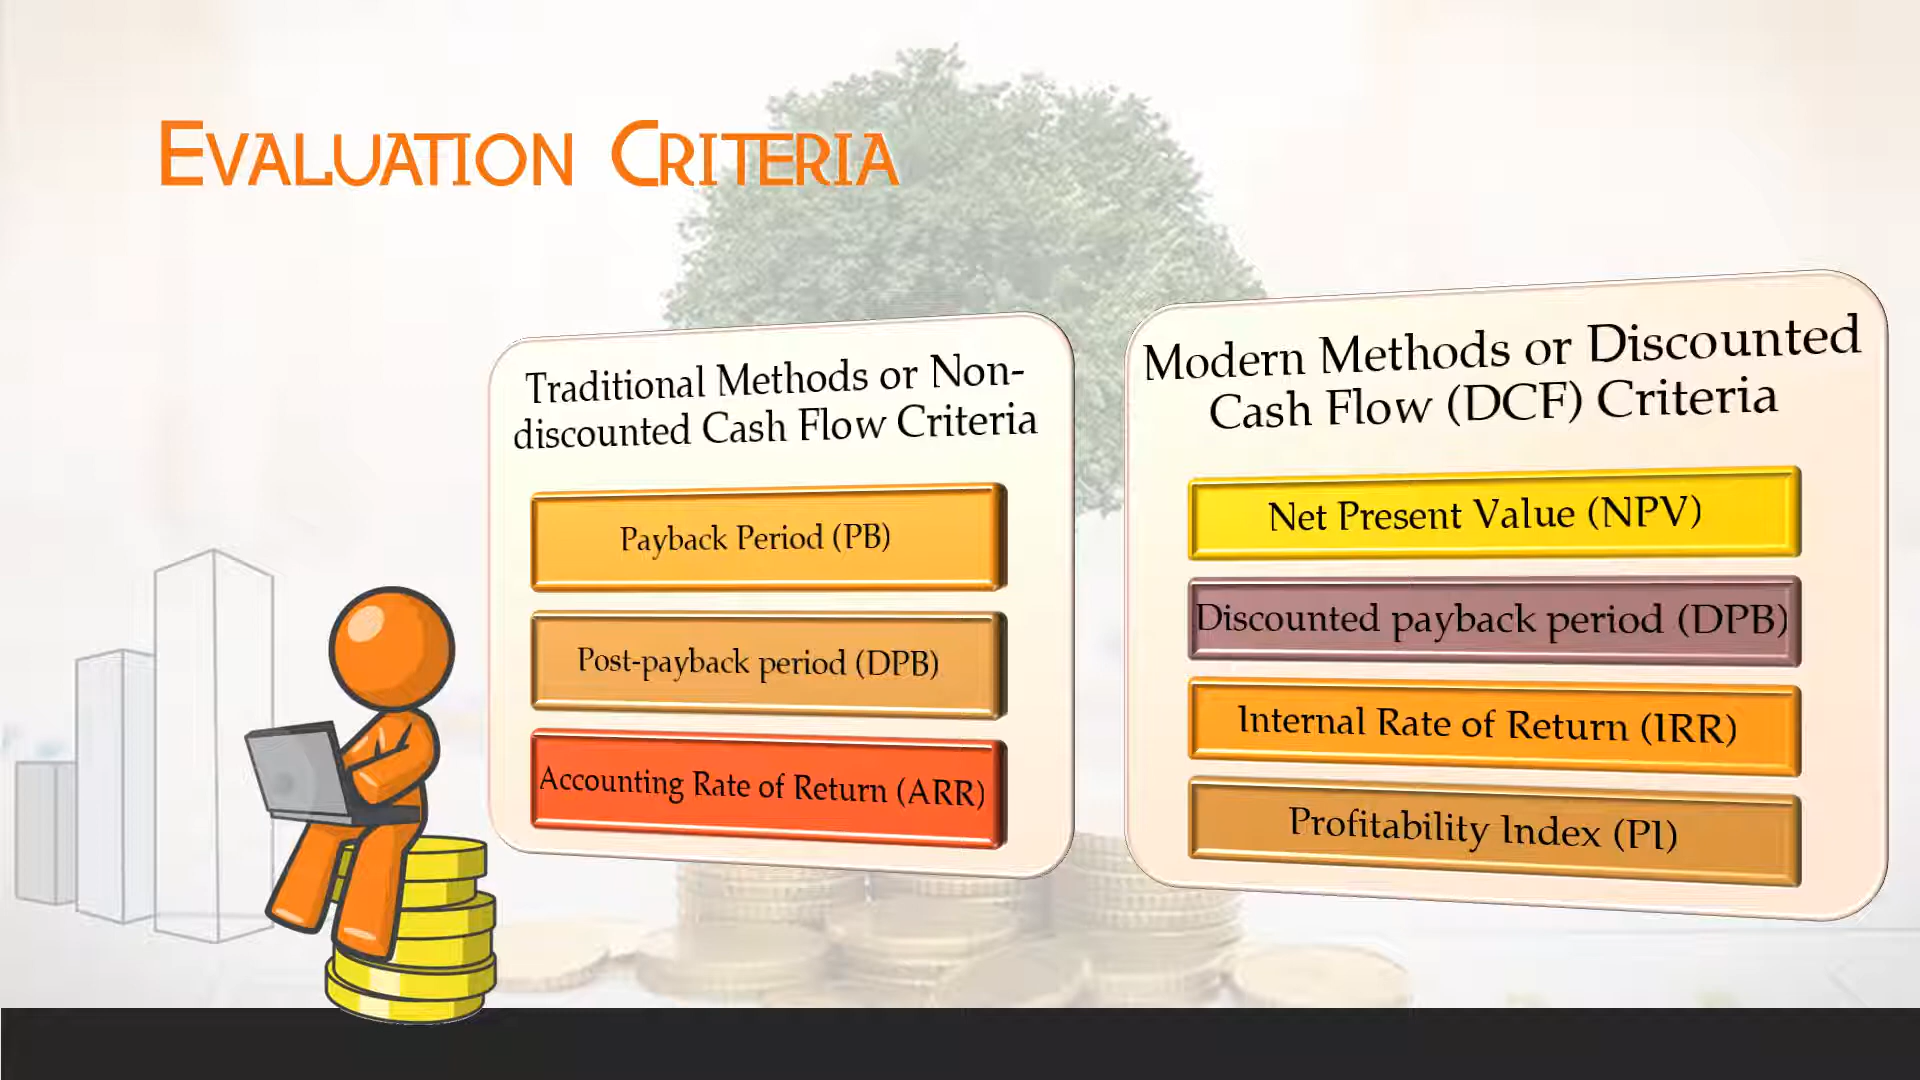 EVALUATION CRITERIA
Traditional Methods or Non-
discounted Cash Flow Criteria
Payback Period (PB)
Post-payback period (DPB)
Accounting Rate of Return (ARR)
Modern Methods or Discounted
Cash Flow (DCF) Criteria
Net Present Value (NPV)
Discounted payback period (DPB)
Internal Rate of Return (IRR)
Profitability Index (PI)